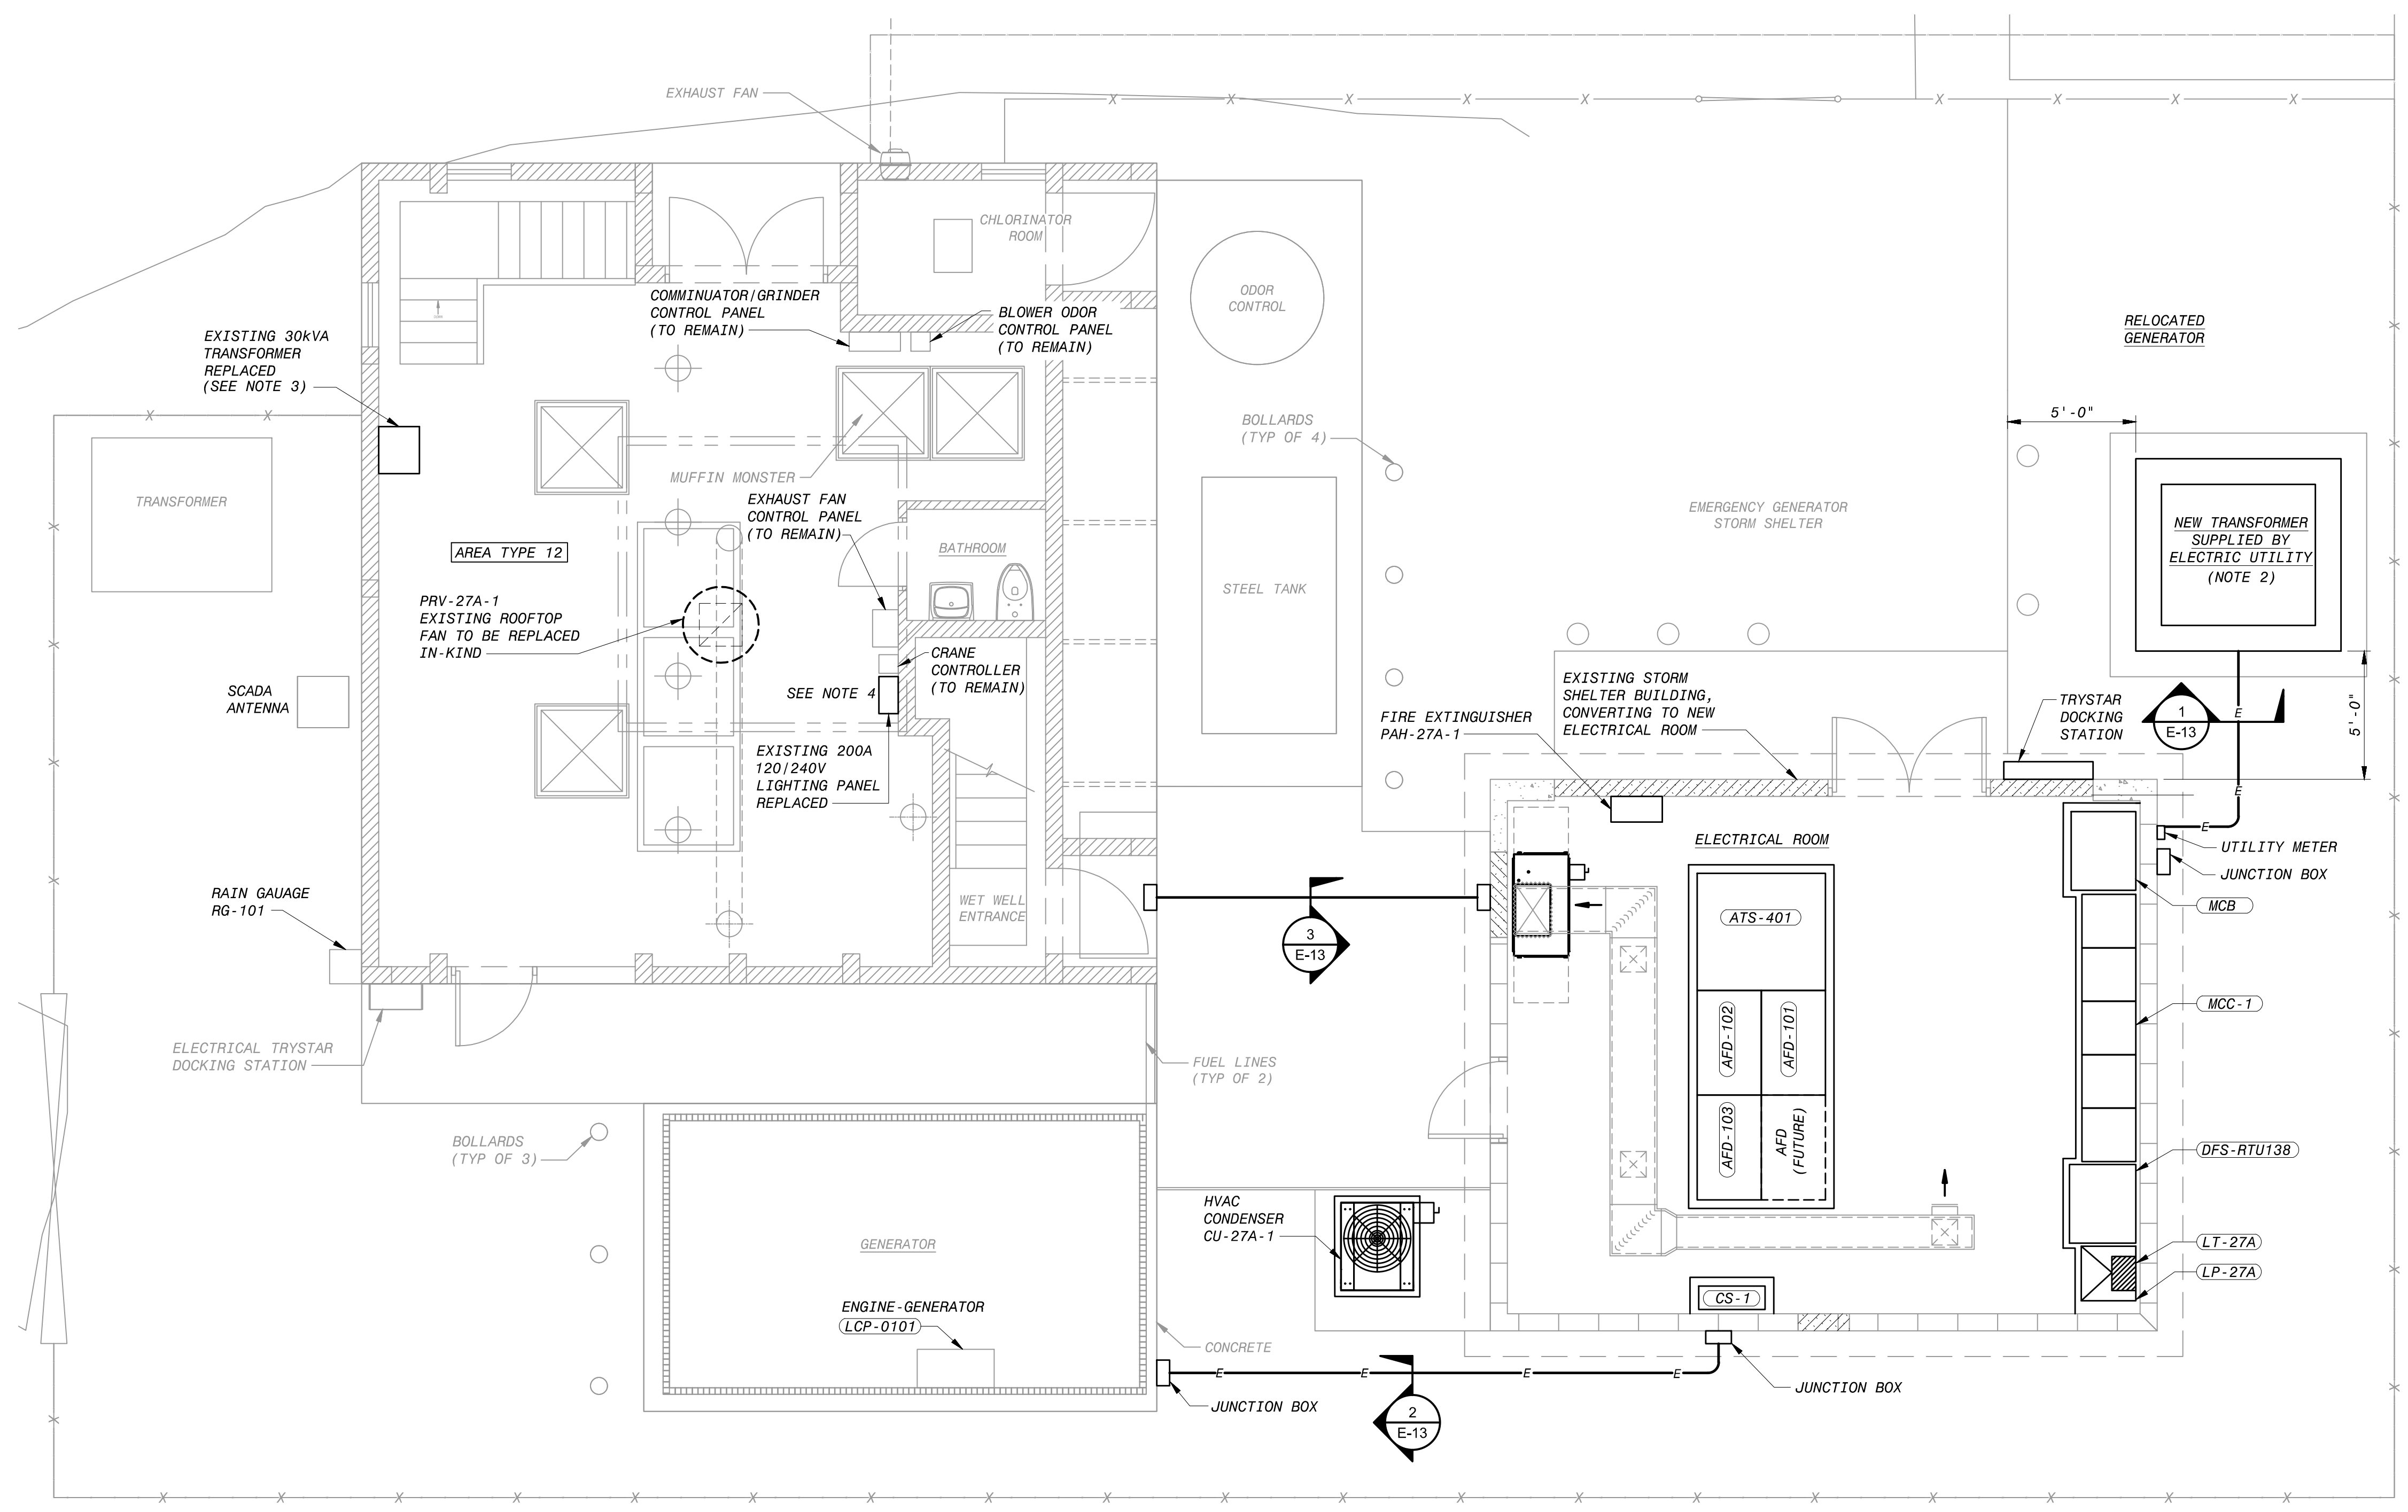 EXHAUST FAN
CHLORINATOR
ROOM
COMMINUATOR/GRINDER
CONTROL PANEL
(TO REMAIN)
BLOWER ODOR
CONTROL PANEL
(TO REMAIN)
ODOR
CONTROL
EXISTING 30kVA
TRANSFORMER
REPLACED
(SEE NOTE 3)
RELOCATED
GENERATOR
5'-0"
BOLLARDS
(TYP OF 4)
TRANSFORMER
MUFFIN MONSTER
EXHAUST FAN
CONTROL PANEL
(TO REMAIN)
EMERGENCY GENERATOR
STORM SHELTER
NEW TRANSFORMER
SUPPLIED BY
ELECTRIC UTILITY
(NOTE 2)
AREA TYPE 12
BATHROOM
STEEL TANK
PRV-27A-1
EXISTING ROOFTOP
FAN TO BE REPLACED
IN-KIND
CRANE
CONTROLLER
(TO REMAIN)
SEE NOTE 4
SCADA
ANTENNA
EXISTING STORM
SHELTER BUILDING,
CONVERTING TO NEW
ELECTRICAL ROOM
FIRE EXTINGUISHER
PAH-27A-1
TRYSTAR
DOCKING
STATION
1
E-13
E
5'-0"
EXISTING 200A
120/240V
LIGHTING PANEL
REPLACED
E
E
ELECTRICAL ROOM
UTILITY METER
JUNCTION BOX
RAIN GAUAGE
RG-101
WET WELL
ENTRANCE
3
E-13
ATS-401
MCB
MCC-1
AFD-102
AFD-101
AFD-103
AFD
(FUTURE)
ELECTRICAL TRYSTAR
DOCKING STATION
FUEL LINES
(TYP OF 2)
BOLLARDS
(TYP OF 3)
DFS-RTU138
HVAC
CONDENSER
CU-27A-1
GENERATOR
LT-27A
LP-27A
CS-1
ENGINE-GENERATOR
LCP-0101
CONCRETE
E
E
E
E
JUNCTION BOX
JUNCTION BOX
2
E-13